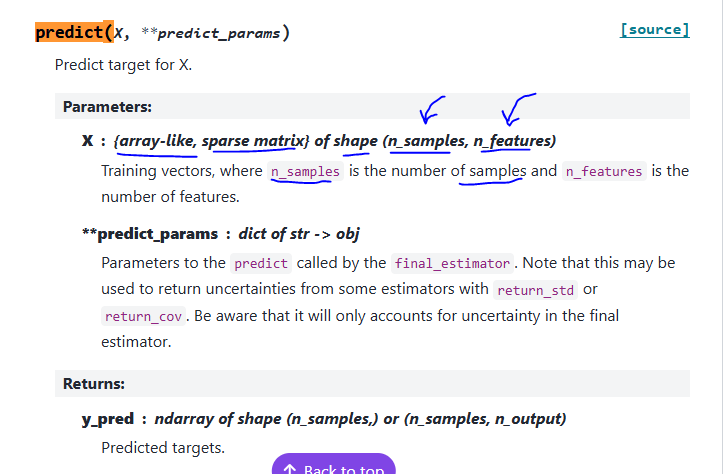 predict(X, **predict_params)
[source]
Predict target for X.
Parameters:
X : {array-like, sparse matrix} of shape (n_samples, n_features)
Training vectors, where n_samples is the number of samples and n_features is the
number of features.
**predict_params : dict of str -> obj
Parameters to the predict called by the final_estimator. Note that this may be
used to return uncertainties from some estimators with return_std or
return_cov. Be aware that it will only accounts for uncertainty in the final
estimator.
Returns:
y_pred : ndarray of shape (n_samples,) or (n_samples, n_output)
Predicted targets.
↑ Back to top